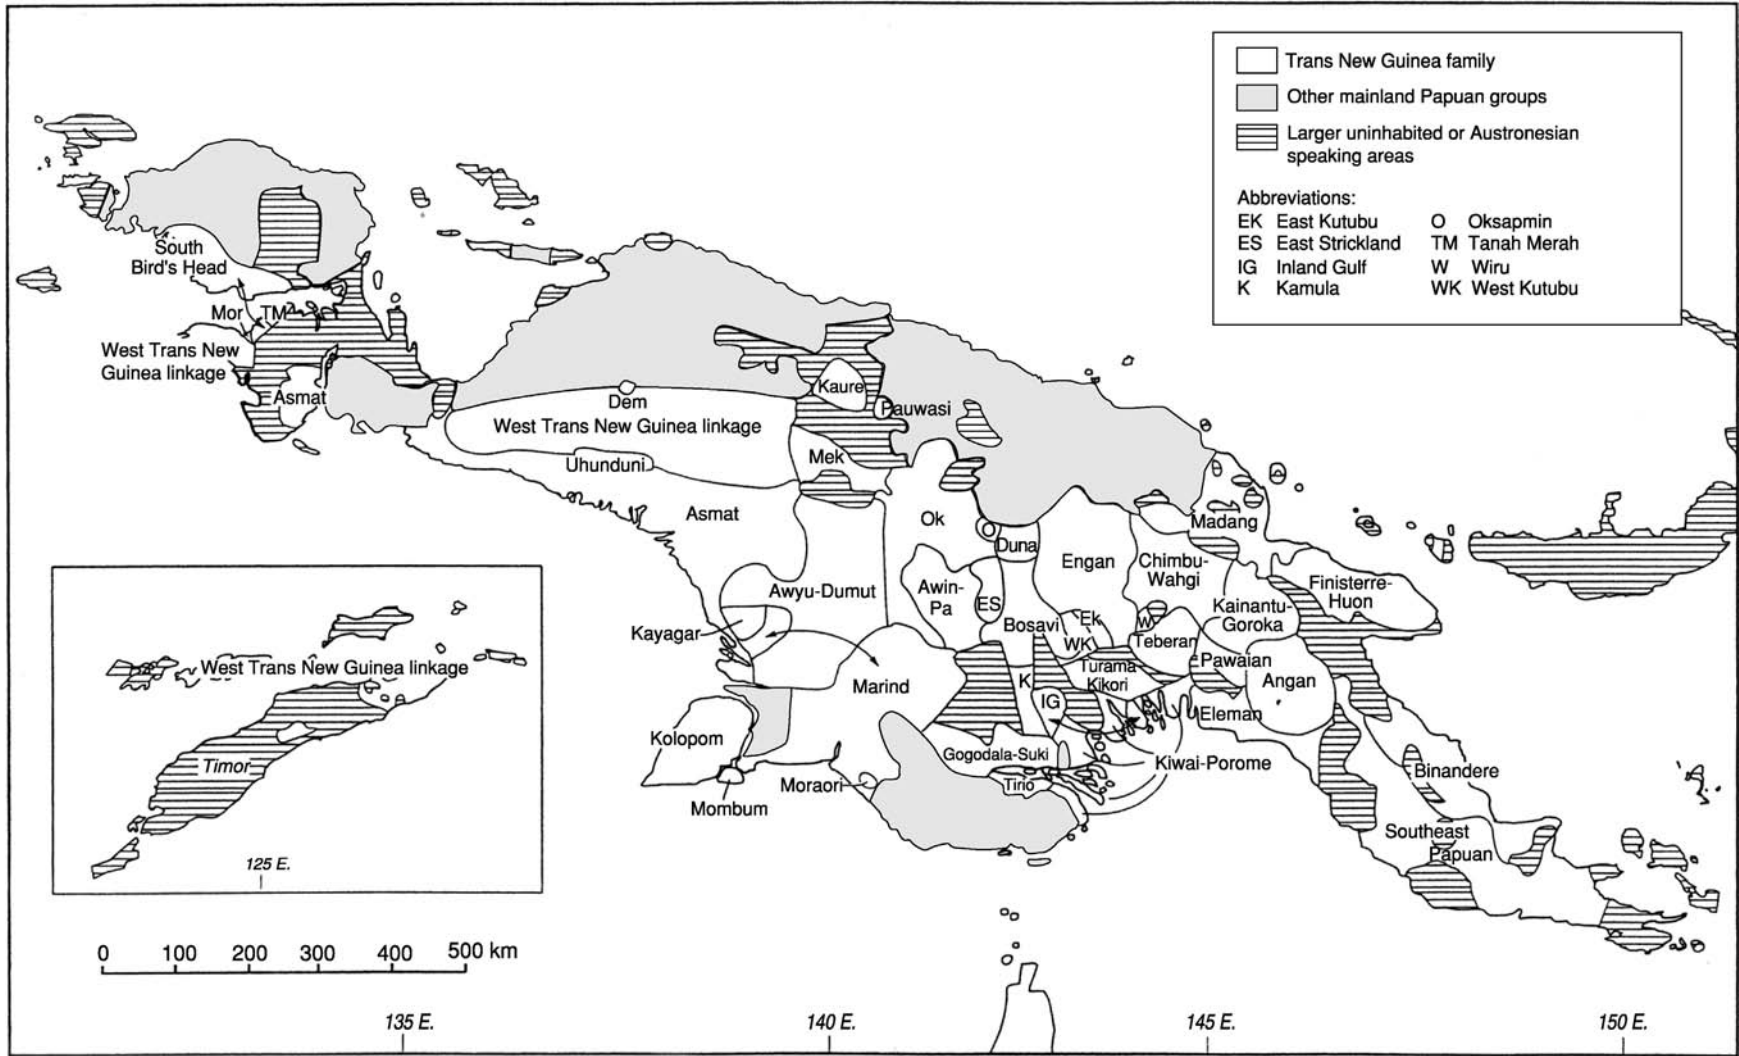 Trans New Guinea family
Other mainland Papuan groups
Larger uninhabited or Austronesian
speaking areas
Abbreviations:
EK East Kutubu
ES East Strickland
IG Inland Gulf
K Kamula
O Oksapmin
TM Tanah Merah
W Wiru
WK West Kutubu
South
Bird's Head
Mor
TM
West Trans New
Guinea linkage
Asmat
Dem
West Trans New Guinea linkage
Uhunduni
Kaure
Pauwasi
Mek
Asmat
Ok
O
Duna
Engan
Madang
Chimbu-
Wahgi
Finisterre-
Huon
Kainantu-
Goroka
Awyu-Dumut
Awin-
Pa
ES
Bosavi
Ek
WK
W
Teberan
Kayagar
Turama-
Kikori
Pawaian
Angan
Marind
K
IG
Eleman
Kolopom
Gogodala-Suki
Kiwai-Porome
Tirio
Moraori
Mombum
Binandere
Southeast
Papuan
West Trans New Guinea linkage
Timor
125 E.
0 100 200 300 400 500 km
135 E. 140 E. 145 E. 150 E.